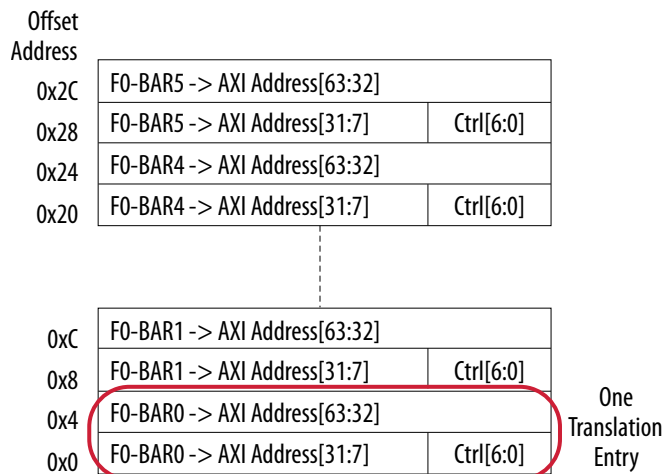 Offset
Address
0x2C F0-BAR5 -> AXI Address[63:32]
0x28 F0-BAR5 -> AXI Address[31:7] Ctrl[6:0]
0x24 F0-BAR4 -> AXI Address[63:32]
0x20 F0-BAR4 -> AXI Address[31:7] Ctrl[6:0]
0xC F0-BAR1 -> AXI Address[63:32]
0x8 F0-BAR1 -> AXI Address[31:7] Ctrl[6:0]
0x4 F0-BAR0 -> AXI Address[63:32]
0x0 F0-BAR0 -> AXI Address[31:7] Ctrl[6:0]
One
Translation
Entry